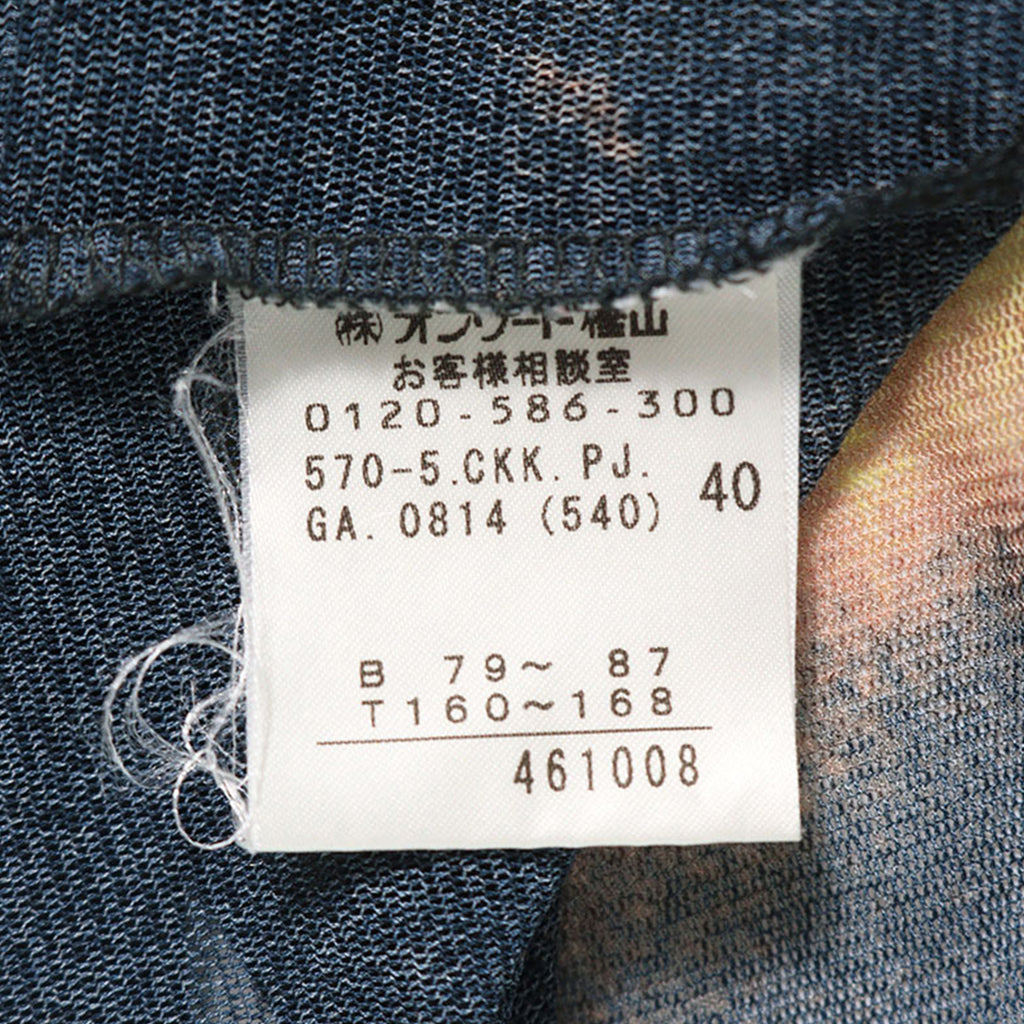 (株)オンワード樫山
お客様相談室
0120-586-300
570-5.CKK.PJ.
GA.0814 (540) 40
B 79~ 87
T160~168
461008